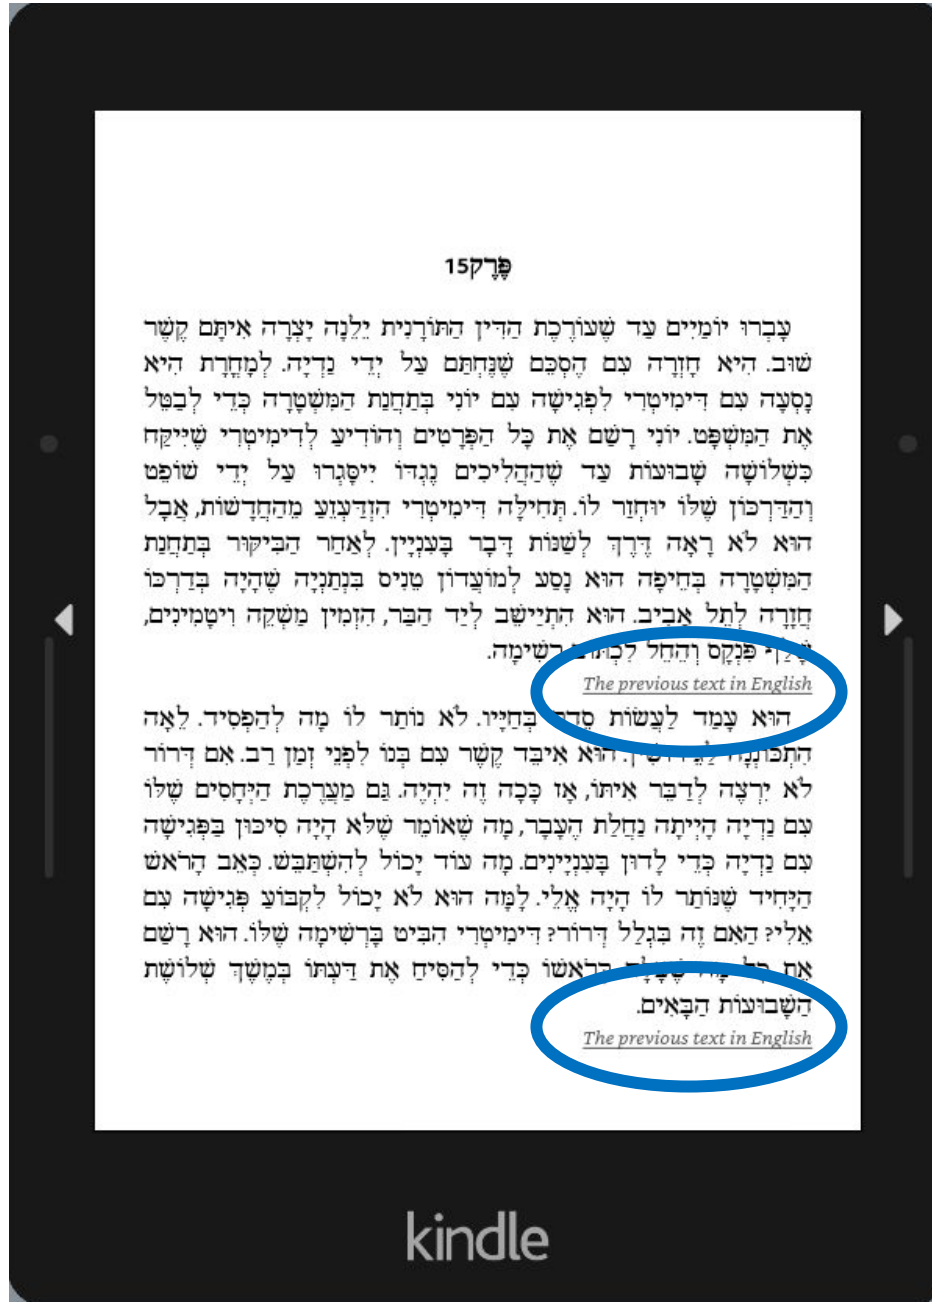 פֶּרֶק15
עָבְרוּ יוֹמַיִים עַד שֶׁעוֹרֶכֶת הַדִּין הַתּוֹרָנִית יֵלֵנָה יָצְרָה אִיתָּם קֶשֶׁר
שׁוּב. הִיא חָזְרָה עִם הֶסְכֵּם שֶׁנֶּחְתַּם עַל יְדֵי נַדְיָה. לְמָחֳרָת הִיא
נָסְעָה עִם דִּימִיטְרִי לִפְגִישָׁה עִם יוֹנִי בְּתַחֲנַת הַמִּשְׁטָרָה כְּדֵי לְבַטֵּל
אֶת הַמִּשְׁפָּט. יוֹנִי רָשַׁם אֶת כָּל הַפְּרָטִים וְהוֹדִיעַ לְדִימִיטְרִי שֶׁיִּיקַּח
כִּשְׁלוֹשָׁה שָׁבוּעוֹת עַד שֶׁהַהֲלִיכִים נֶגְדּוֹ יִיסָּגְרוּ עַל יְדֵי שׁוֹפֵט
וְהַדַּרְכּוֹן שֶׁלּוֹ יוּחְזַר לוֹ. תְּחִילָּה דִּימִיטְרִי הִזְדַּעְזֵעַ מֵהַחֲדָשׁוֹת, אֲבָל
הוּא לֹא רָאָה דֶּרֶךְ לְשַׁנּוֹת דָּבָר בָּעִנְיָין. לְאַחַר הַבִּיקּוּר בְּתַחֲנַת
הַמִּשְׁטָרָה בְּחֵיפָה הוּא נָסַע לְמוֹעֲדוֹן טֵנִיס בִּנְתַנְיָה שֶׁהָיָה בְּדַרְכּוֹ
חֲזָרָה לְתֵל אָבִיב. הוּא הִתְיַישֵּׁב לְיַד הַבָּר, הִזְמִין מַשְׁקֵה וִיטָמִינִים,
שָׁלַף פִּנְקָס וְהֵחֵל לִכְתּוֹב רְשִׁימָה.
The previous text in English
הוּא עָמַד לַעֲשׂוֹת סֵדֶר בְּחַיָּיו. לֹא נוֹתַר לוֹ מָה לְהַפְסִיד. לֵאָה
הִתְכּוֹנְנָה לַגֵּירוּשִׁין. הוּא אִיבֵּד קֶשֶׁר עִם בְּנוֹ לִפְנֵי זְמַן רַב. אִם דְּרוֹר
לֹא יִרְצֶה לְדַבֵּר אִיתּוֹ, אָז כָּכָה זֶה יִהְיֶה. גַּם מַעֲרֶכֶת הַיְּחָסִים שֶׁלּוֹ
עִם נַדְיָה הָיְיתָה נַחֲלַת הֶעָבָר, מָה שֶׁאוֹמֵר שֶׁלֹּא הָיָה סִיכּוּן בַּפְּגִישָׁה
עִם נַדְיָה כְּדֵי לָדוּן בָּעִנְיָינִים. מָה עוֹד יָכוֹל לְהִשְׁתַּבֵּשׁ. כְּאֵב הָרֹאשׁ
הַיָּחִיד שֶׁנּוֹתַר לוֹ הָיָה אֱלֵי. לָמָּה הוּא לֹא יָכוֹל לִקְבּוֹעַ פְּגִישָׁה עִם
אֵלִי? הַאִם זֶה בִּגְלַל דְּרוֹר? דִּימִיטְרִי הִבִּיט בָּרְשִׁימָה שֶׁלּוֹ. הוּא רָשַׁם
אֶת כָּל מָה שֶׁעָלָה בְּרֹאשׁוֹ כְּדֵי לְהַסִּיחַ אֶת דַּעְתּוֹ בְּמֶשֶׁךְ שְׁלוֹשֶׁת
הַשָּׁבוּעוֹת הַבָּאִים.
The previous text in English
kindle